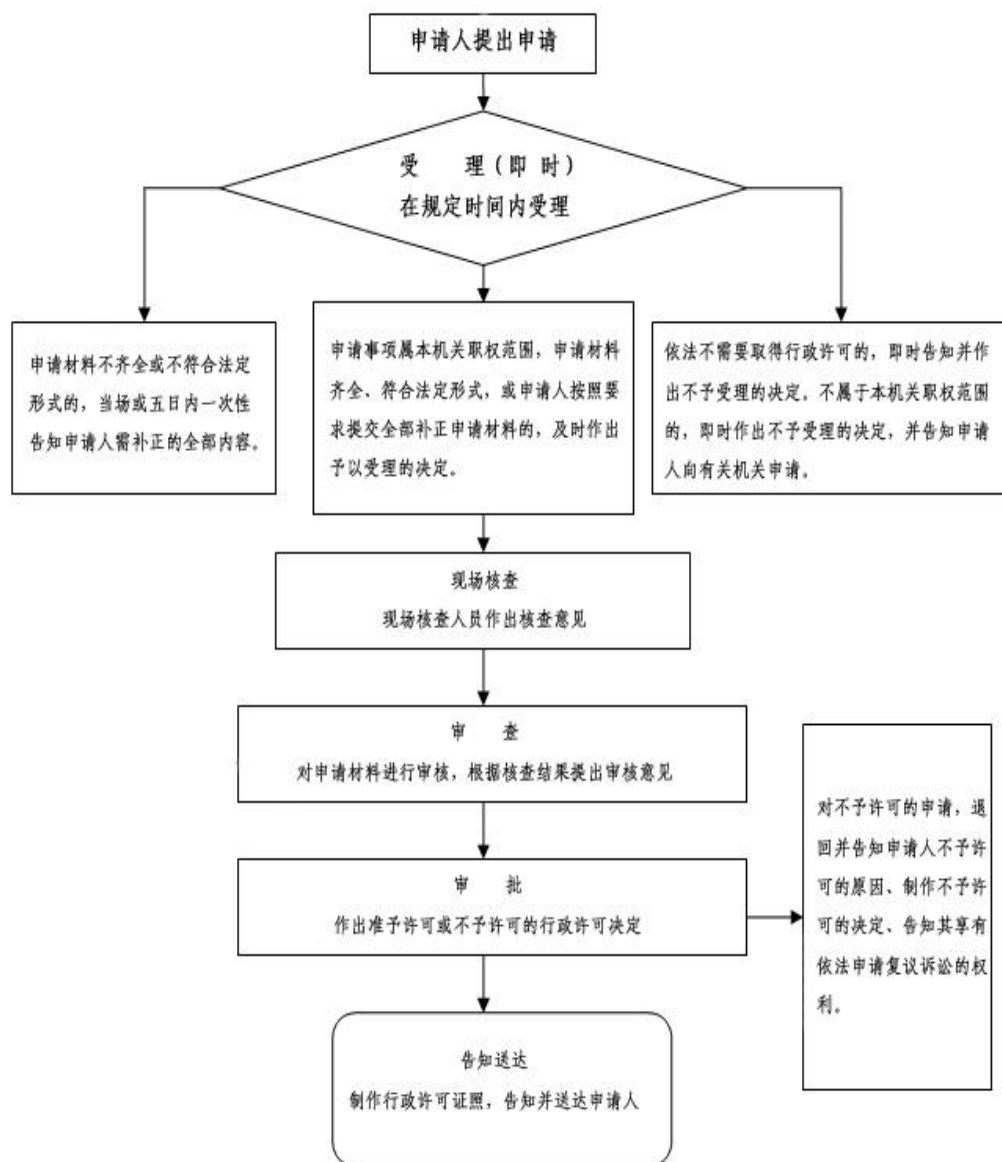 申请人提出申请
受 理（即 时）
在规定时间内受理
申请材料不齐全或不符合法定
形式的，当场或五日内一次性
告知申请人需补正的全部内容。
申请事项属本机关职权范围，申请材料
齐全、符合法定形式，或申请人按照要
求提交全部补正申请材料的，及时作出
予以受理的决定。
依法不需要取得行政许可的，即时告知并作
出不予受理的决定。不属于本机关职权范围
的，即时作出不予受理的决定，并告知申请
人向有关机关申请。
现场核查
现场核查人员作出核查意见
审 查
对申请材料进行审核，根据核查结果提出审核意见
审 批
作出准予许可或不予许可的行政许可决定
对不予许可的申请，退
回并告知申请人不予许
可的原因、制作不予许
可的决定、告知其享有
依法申请复议诉讼的权
利。
告知送达
制作行政许可证照，告知并送达申请人